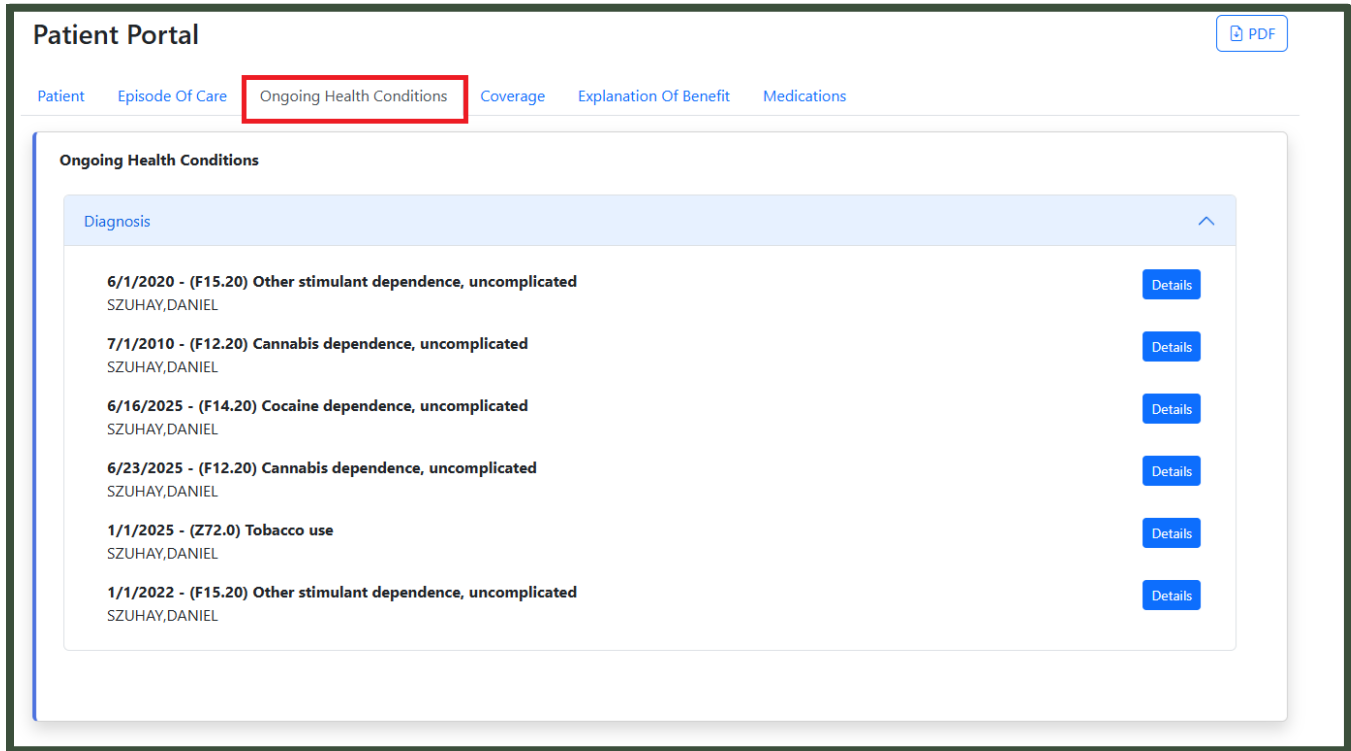 Patient Portal
PDF
Patient Episode Of Care Ongoing Health Conditions Coverage Explanation Of Benefit Medications
Ongoing Health Conditions
Diagnosis
6/1/2020 - (F15.20) Other stimulant dependence, uncomplicated
Details
SZUHAY,DANIEL
7/1/2010 - (F12.20) Cannabis dependence, uncomplicated
Details
SZUHAY,DANIEL
6/16/2025 - (F14.20) Cocaine dependence, uncomplicated
Details
SZUHAY,DANIEL
6/23/2025 - (F12.20) Cannabis dependence, uncomplicated
Details
SZUHAY,DANIEL
1/1/2025 - (Z72.0) Tobacco use
Details
SZUHAY,DANIEL
1/1/2022 - (F15.20) Other stimulant dependence, uncomplicated
Details
SZUHAY,DANIEL